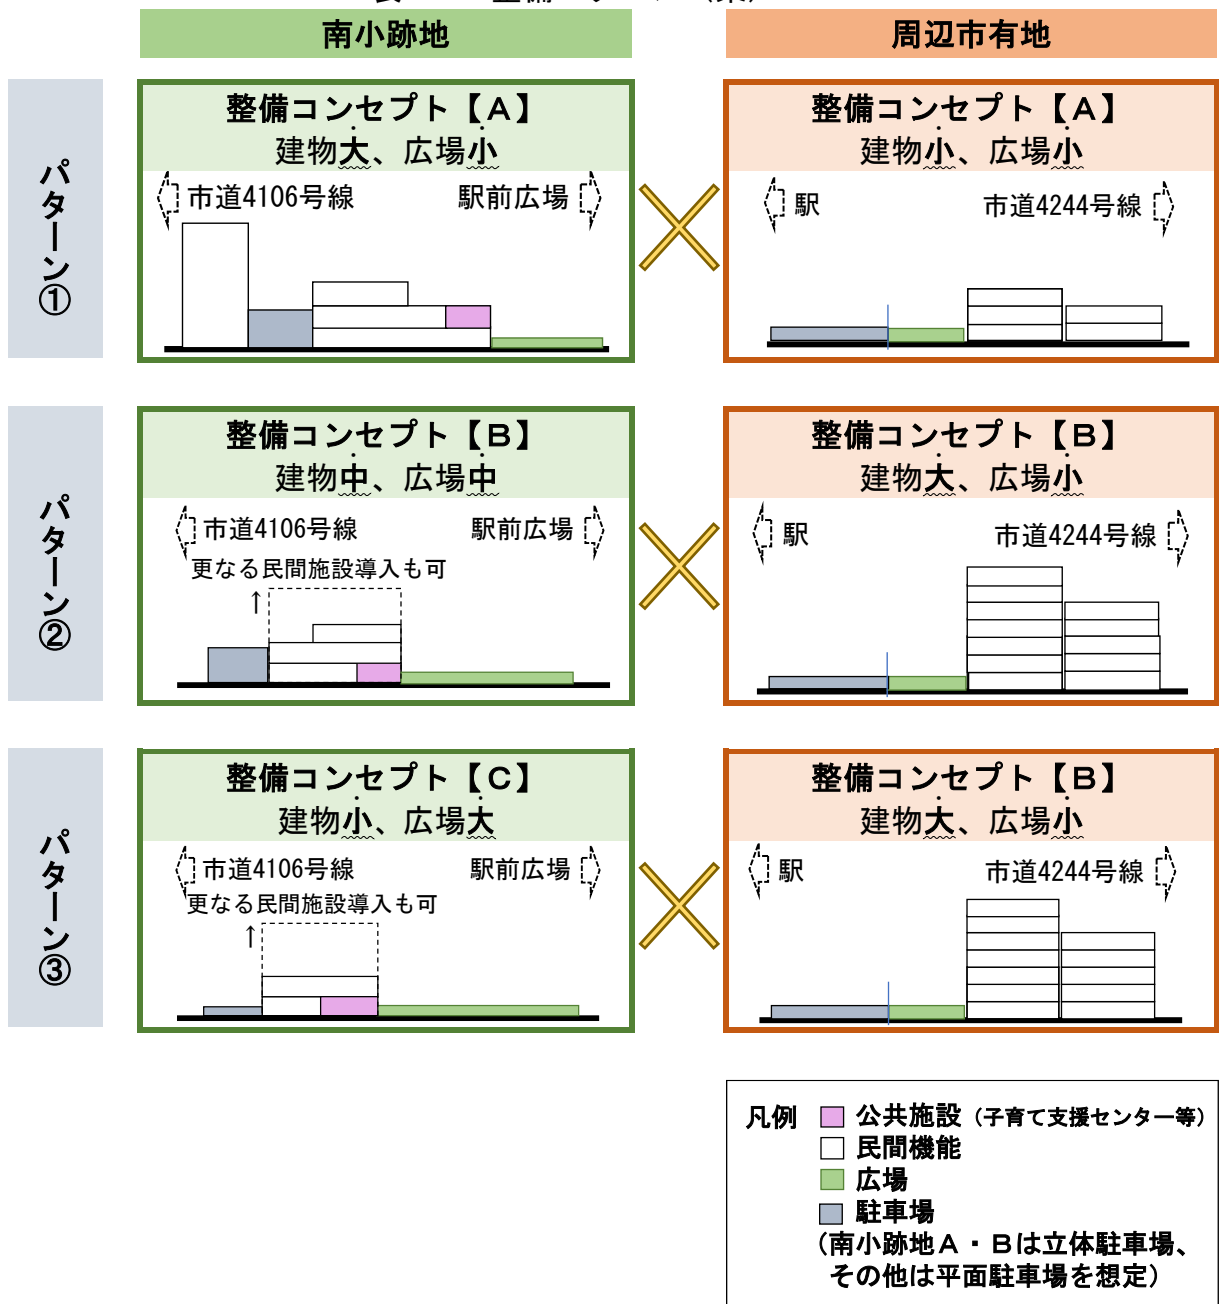 南小跡地
周辺市有地
パターン①
整備コンセプト【A】
建物大、広場小
市道4106号線
駅前広場
整備コンセプト【A】
建物小、広場小
駅
市道4244号線
パターン②
整備コンセプト【B】
建物中、広場中
市道4106号線
駅前広場
更なる民間施設導入も可
↑
整備コンセプト【B】
建物大、広場小
駅
市道4244号線
パターン③
整備コンセプト【C】
建物小、広場大
市道4106号線
駅前広場
更なる民間施設導入も可
↑
整備コンセプト【B】
建物大、広場小
駅
市道4244号線
凡例
公共施設（子育て支援センター等）
民間機能
広場
駐車場
（南小跡地A・Bは立体駐車場、
その他は平面駐車場を想定）